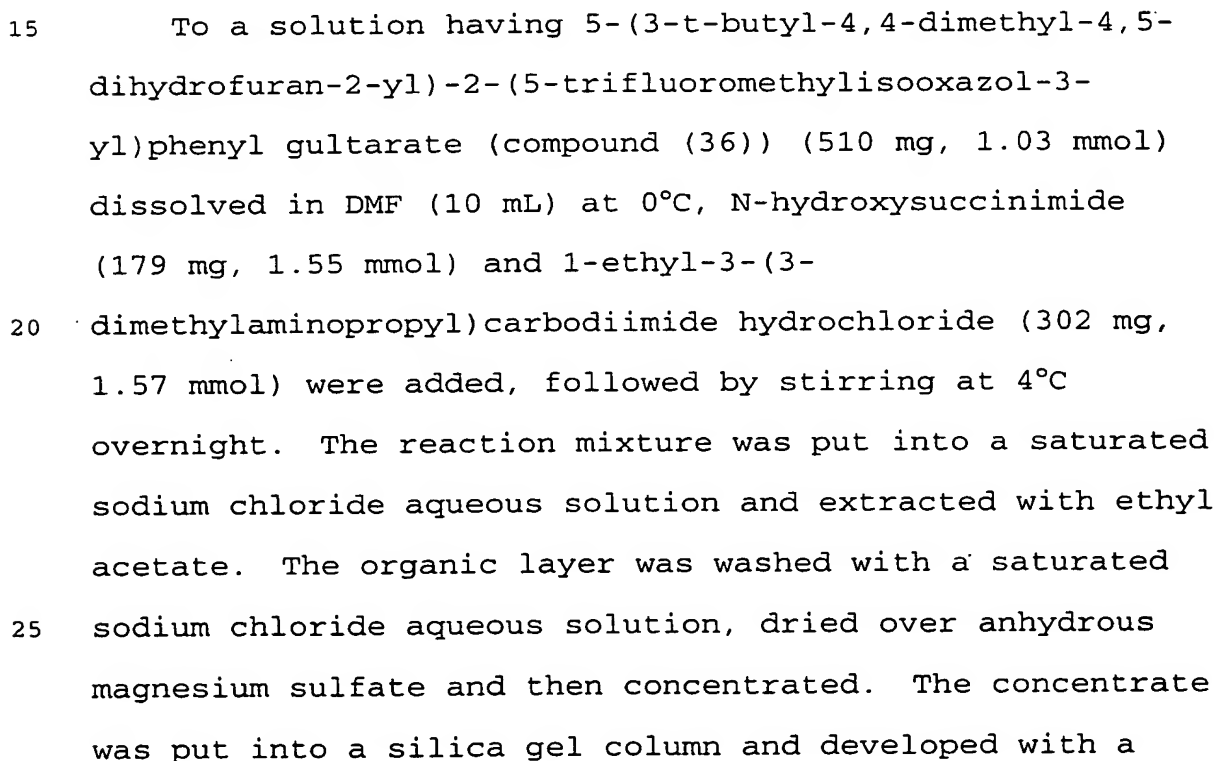 15 To a solution having 5-(3-t-butyl-4,4-dimethyl-4,5-
dihydrofuran-2-yl)-2-(5-trifluoromethylisooxazol-3-
yl)phenyl gultarate (compound (36)) (510 mg, 1.03 mmol)
dissolved in DMF (10 mL) at 0°C, N-hydroxysuccinimide
(179 mg, 1.55 mmol) and 1-ethyl-3-(3-
20 dimethylaminopropyl)carbodiimide hydrochloride (302 mg,
1.57 mmol) were added, followed by stirring at 4°C
overnight. The reaction mixture was put into a saturated
sodium chloride aqueous solution and extracted with ethyl
acetate. The organic layer was washed with a saturated
25 sodium chloride aqueous solution, dried over anhydrous
magnesium sulfate and then concentrated. The concentrate
was put into a silica gel column and developed with a